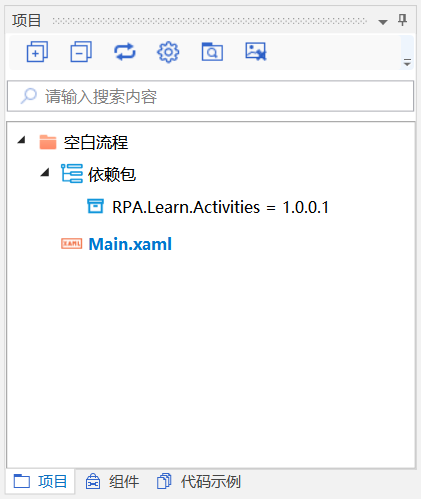 项目
请输入搜索内容
空白流程
依赖包
RPA.Learn.Activities = 1.0.0.1
XAML Main.xaml
项目 组件 代码示例